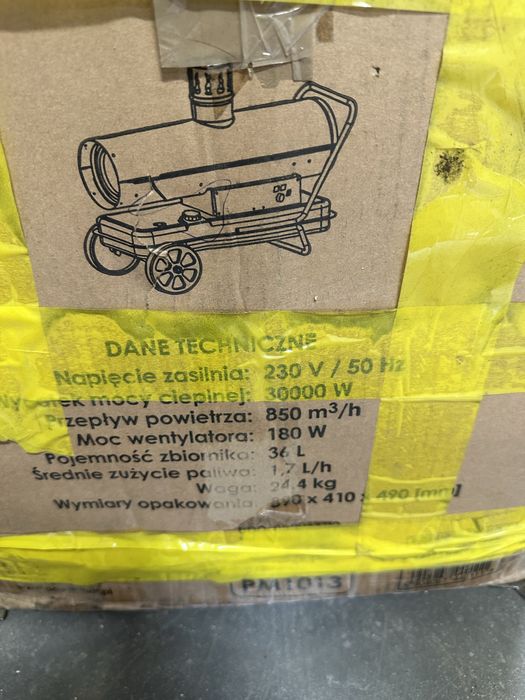 DANE TECHNICZNE
Napięcie zasilnia: 230 V / 50 Hz
mocy cieplnej: 30000 W
Przepływ powietrza: 850 m³/h
Moc wentylatora: 180 W
Pojemność zbiornika: 36 L
Średnie zużycie paliwa: 1,7 L/h
Waga: 24,4 kg
Wymiary opakowania 890 x 410 x 490 [mm]
PM1013